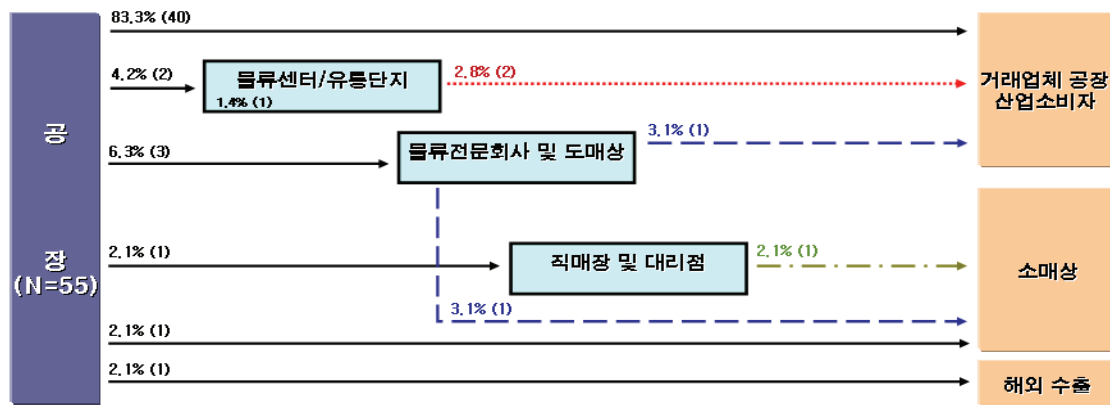 83.3% (40)
4.2% (2)
물류센터/유통단지
1.4% (1)
2.8% (2)
거래업체 공장
산업소비자
공
6.3% (3)
물류전문회사 및 도매상
3.1% (1)
장
(N=55)
2.1% (1)
직매장 및 대리점
2.1% (1)
소매상
3.1% (1)
2.1% (1)
2.1% (1)
해외 수출